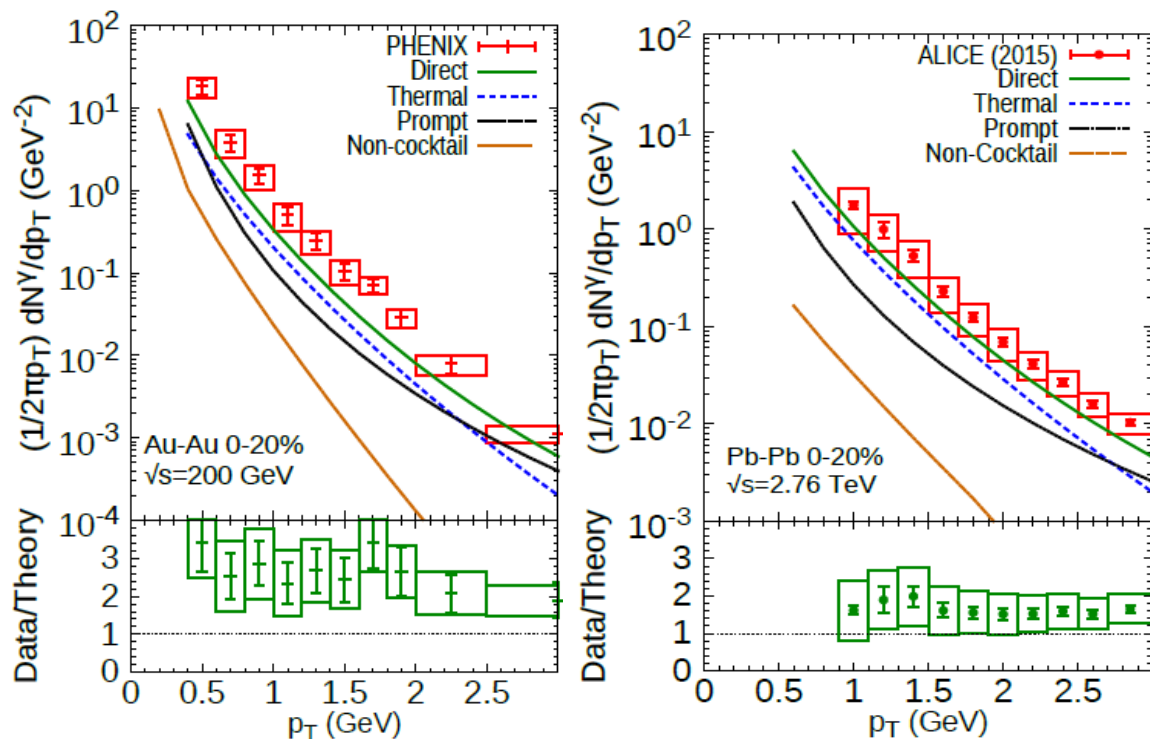 (1/2πp_T) dN^γ/dp_T (GeV^-2)
10^2
10^1
10^0
10^-1
10^-2
10^-3
10^-4
PHENIX
Direct
Thermal
Prompt
Non-cocktail
Au-Au 0-20%
√s=200 GeV
Data/Theory
3
2
1
0
0 0.5 1 1.5 2 2.5
p_T (GeV)
(1/2πp_T) dN^γ/dp_T (GeV^-2)
10^2
10^1
10^0
10^-1
10^-2
10^-3
ALICE (2015)
Direct
Thermal
Prompt
Non-Cocktail
Pb-Pb 0-20%
√s=2.76 TeV
Data/Theory
3
2
1
0
0 0.5 1 1.5 2 2.5
p_T (GeV)